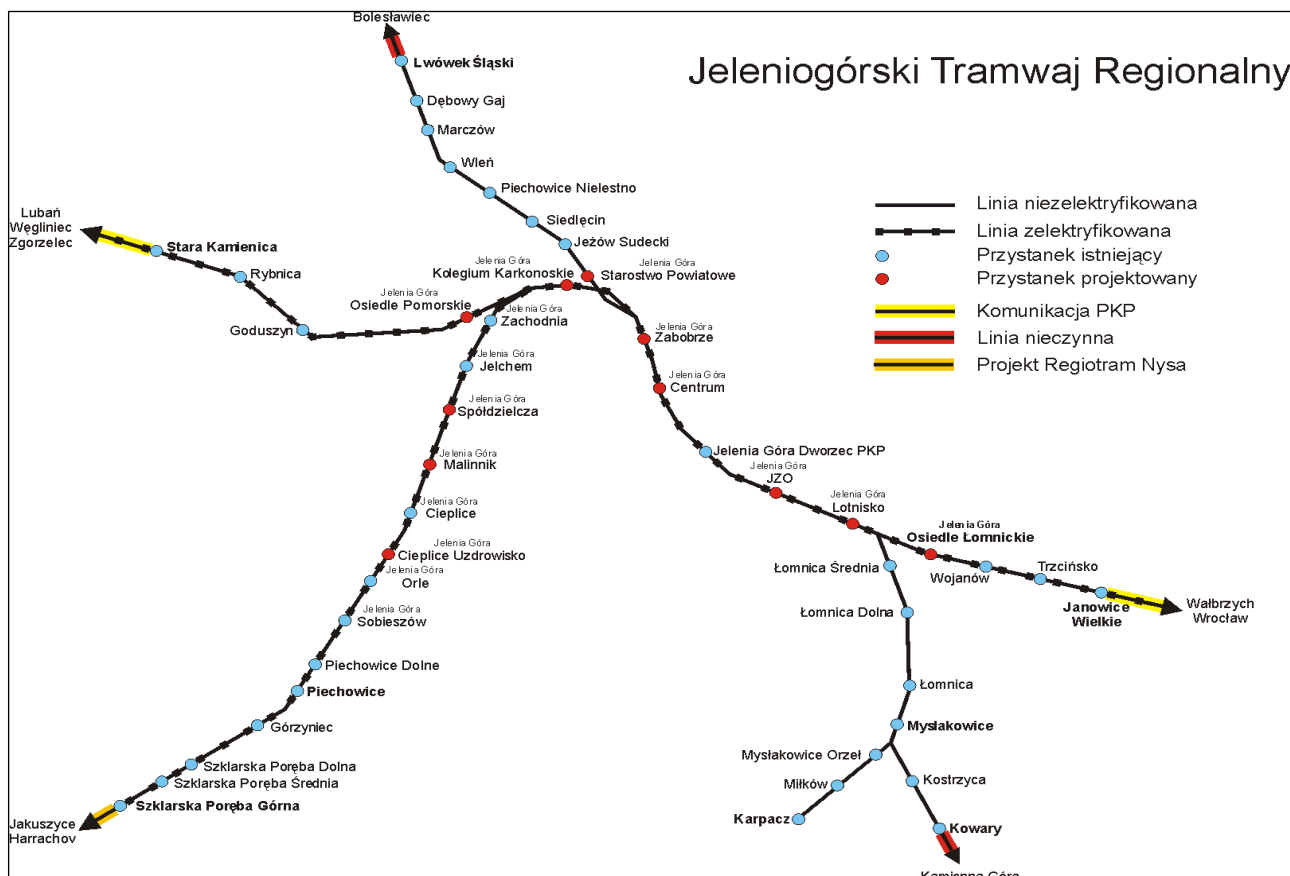 Bolesławiec
Jeleniogórski Tramwaj Regionalny
Lwówek Śląski
Dębowy Gaj
Marczów
Wleń
Piechowice Nielestno
Siedlęcin
Jeżów Sudecki
Linia niezelektryfikowana
Linia zelektryfikowana
Przystanek istniejący
Przystanek projektowany
Komunikacja PKP
Linia nieczynna
Projekt Regiotram Nysa
Lubań
Węgliniec
Zgorzelec
Stara Kamienica
Rybnica
Goduszyn
Jelenia Góra
Osiedle Pomorskie
Jelenia Góra
Kolegium Karkonoskie
Jelenia Góra
Starostwo Powiatowe
Jelenia Góra
Zachodnia
Jelenia Góra
Zabobrze
Jelenia Góra
Jelchem
Jelenia Góra
Centrum
Jelenia Góra
Spółdzielcza
Jelenia Góra
Malinnik
Jelenia Góra
Cieplice
Jelenia Góra
Cieplice Uzdrowisko
Jelenia Góra
Orle
Jelenia Góra
Sobieszów
Piechowice Dolne
Piechowice
Górzyniec
Szklarska Poręba Dolna
Szklarska Poręba Średnia
Szklarska Poręba Górna
Jakuszyce
Harrachov
Jelenia Góra Dworzec PKP
Jelenia Góra
JZO
Jelenia Góra
Lotnisko
Jelenia Góra
Osiedle Łomnickie
Wojanów
Trzcińsko
Janowice
Wielkie
Wałbrzych
Wrocław
Łomnica Średnia
Łomnica Dolna
Łomnica
Mysłakowice
Mysłakowice Orzeł
Miłków
Karpacz
Kostrzyca
Kowary
Kamienna Góra